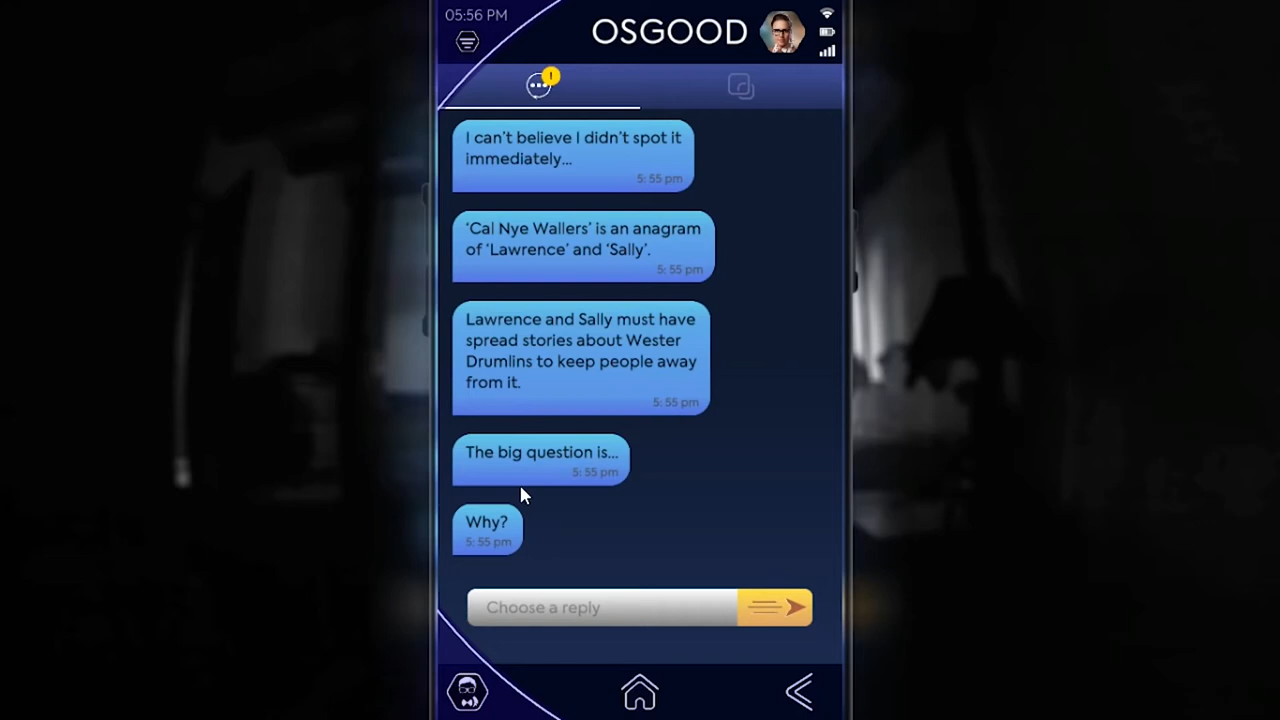 05:56 PM
OSGOOD
!
I can't believe I didn't spot it
immediately...
5: 55 pm
'Cal Nye Wallers' is an anagram
of 'Lawrence' and 'Sally'.
5: 55 pm
Lawrence and Sally must have
spread stories about Wester
Drumlins to keep people away
from it.
5: 55 pm
The big question is...
5: 55 pm
Why?
5: 55 pm
Choose a reply